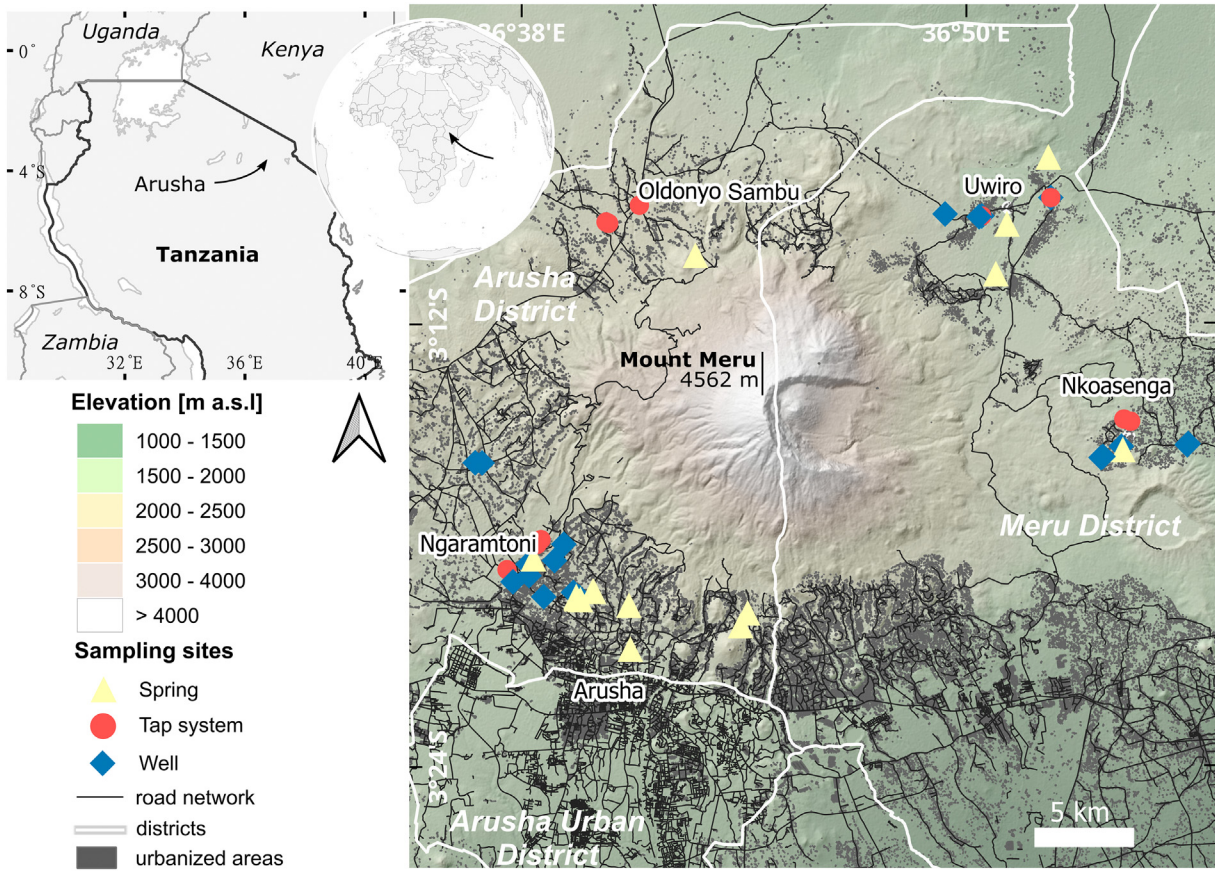 Uganda
Kenya
0°
4°S
Arusha
Tanzania
8°S
Zambia
32°E
36°E
40°E
Elevation [m a.s.l]
1000 - 1500
1500 - 2000
2000 - 2500
2500 - 3000
3000 - 4000
> 4000
Sampling sites
Spring
Tap system
Well
road network
districts
urbanized areas
36°38'E
36°50'E
Oldonyo Sambu
Uwiro
Arusha
District
3°12'S
Mount Meru
4562 m
Nkoasenga
Meru District
Ngaramtoni
Arusha
3°24'S
5 km
Arusha Urban
District